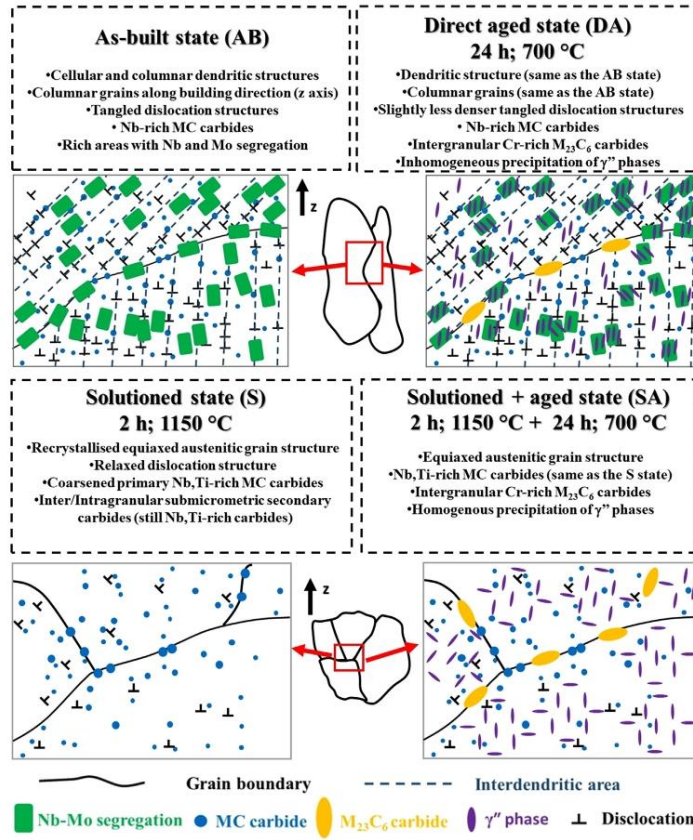 As-built state (AB)
•Cellular and columnar dendritic structures
•Columnar grains along building direction (z axis)
•Tangled dislocation structures
• Nb-rich MC carbides
•Rich areas with Nb and Mo segregation
Direct aged state (DA)
24 h; 700 °C
•Dendritic structure (same as the AB state)
•Columnar grains (same as the AB state)
•Slightly less denser tangled dislocation structures
• Nb-rich MC carbides
•Intergranular Cr-rich M₂₃C₆ carbides
•Inhomogeneous precipitation of γ'' phases
z
Solutioned state (S)
2 h; 1150 °C
•Recrystallised equiaxed austenitic grain structure
•Relaxed dislocation structure
•Coarsened primary Nb,Ti-rich MC carbides
•Inter/Intragranular submicrometric secondary
carbides (still Nb,Ti-rich carbides)
Solutioned + aged state (SA)
2 h; 1150 °C + 24 h; 700 °C
•Equiaxed austenitic grain structure
•Nb,Ti-rich MC carbides (same as the S state)
•Intergranular Cr-rich M₂₃C₆ carbides
•Homogenous precipitation of γ'' phases
z
Grain boundary
Interdendritic area
Nb-Mo segregation
MC carbide
M₂₃C₆ carbide
γ'' phase
Disclocation